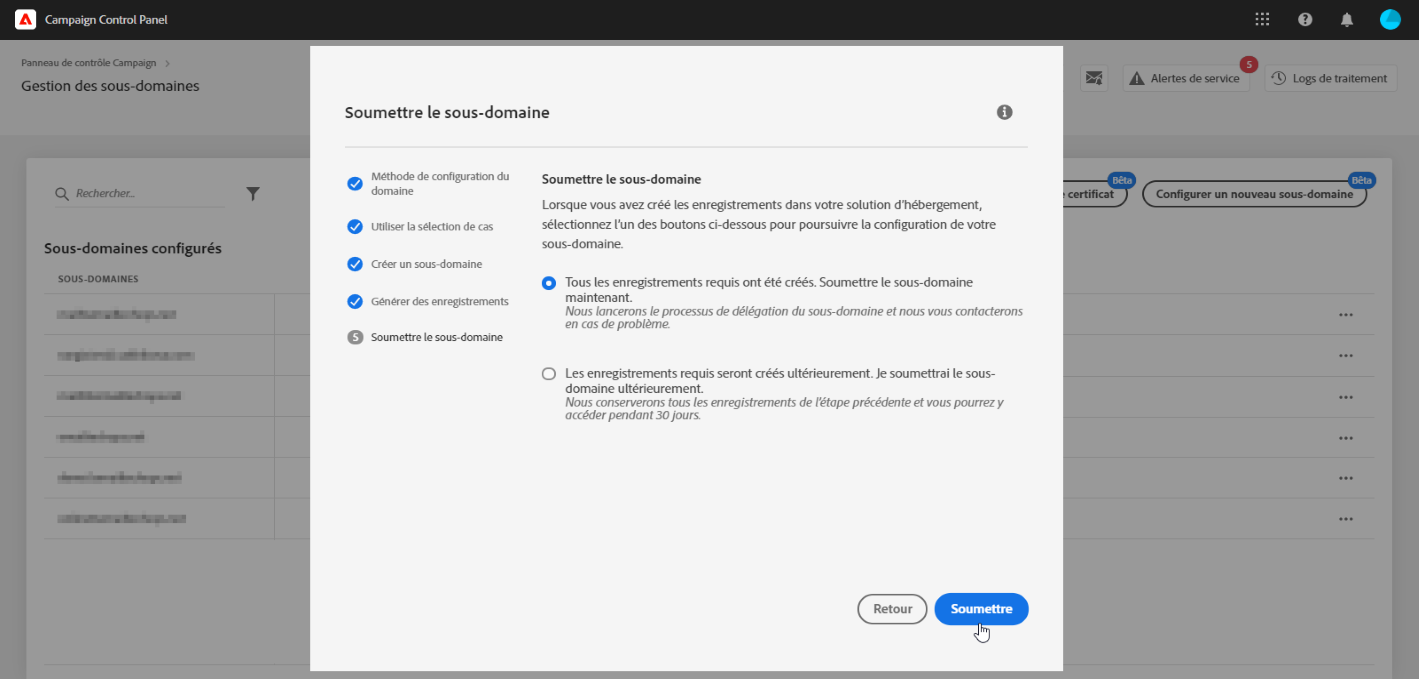 Campaign Control Panel
Panneau de contrôle Campaign >
Gestion des sous-domaines
5
Alertes de service
Logs de traitement
Rechercher...
Bêta
certificat
Bêta
Configurer un nouveau sous-domaine
Sous-domaines configurés
SOUS-DOMAINES
Soumettre le sous-domaine
Méthode de configuration du
domaine
Utiliser la sélection de cas
Créer un sous-domaine
Générer des enregistrements
5 Soumettre le sous-domaine
Soumettre le sous-domaine
Lorsque vous avez créé les enregistrements dans votre solution d'hébergement,
sélectionnez l'un des boutons ci-dessous pour poursuivre la configuration de votre
sous-domaine.
Tous les enregistrements requis ont été créés. Soumettre le sous-domaine
maintenant.
Nous lancerons le processus de délégation du sous-domaine et nous vous contacterons
en cas de problème.
Les enregistrements requis seront créés ultérieurement. Je soumettrai le sous-
domaine ultérieurement.
Nous conserverons tous les enregistrements de l'étape précédente et vous pourrez y
accéder pendant 30 jours.
Retour
Soumettre